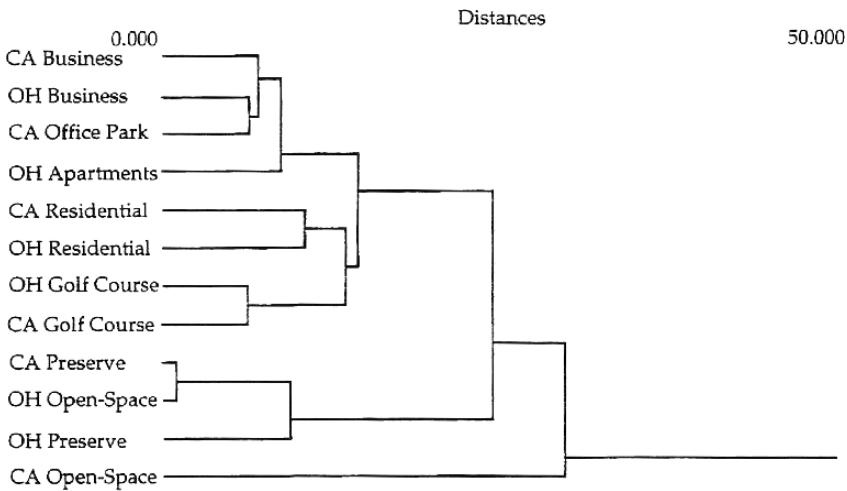 Distances
0.000
50.000
CA Business
OH Business
CA Office Park
OH Apartments
CA Residential
OH Residential
OH Golf Course
CA Golf Course
CA Preserve
OH Open-Space
OH Preserve
CA Open-Space